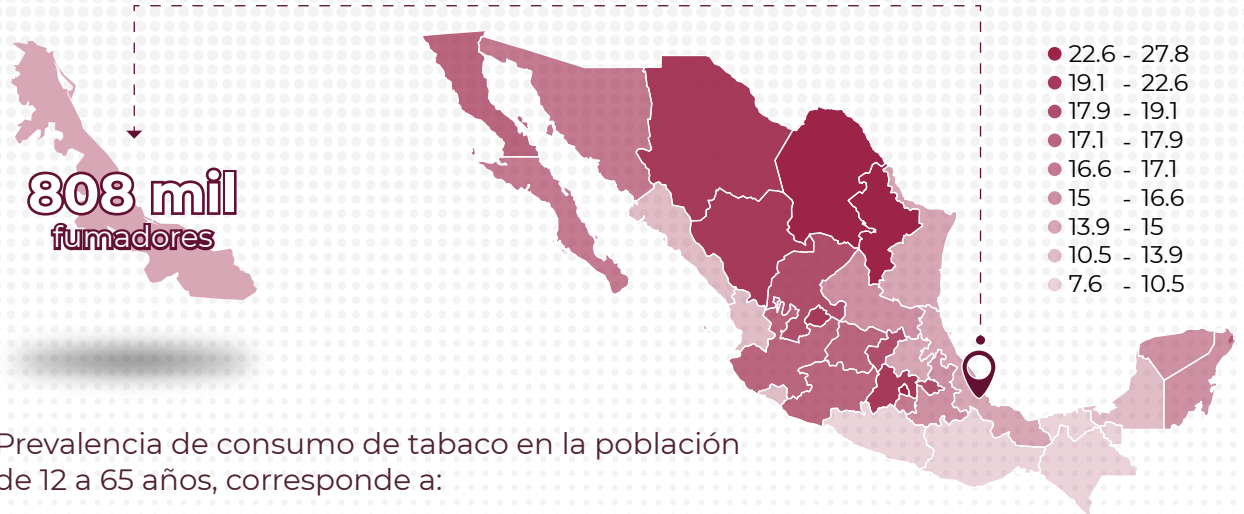 808 mil
fumadores
22.6 - 27.8
19.1 - 22.6
17.9 - 19.1
17.1 - 17.9
16.6 - 17.1
15 - 16.6
13.9 - 15
10.5 - 13.9
7.6 - 10.5
Prevalencia de consumo de tabaco en la población
de 12 a 65 años, corresponde a: